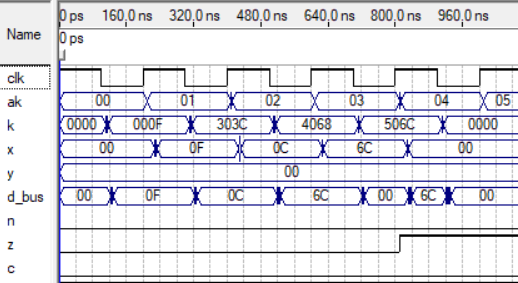 0 ps 160.0 ns 320.0 ns 480.0 ns 640.0 ns 800.0 ns 960.0 ns
Name
0 ps
clk
ak 00 01 02 03 04 05
k 0000 000F 303C 4068 506C 0000
x 00 0F 0C 6C 00
y 00
d_bus 00 0F 0C 6C 00 6C 00
n
z
c